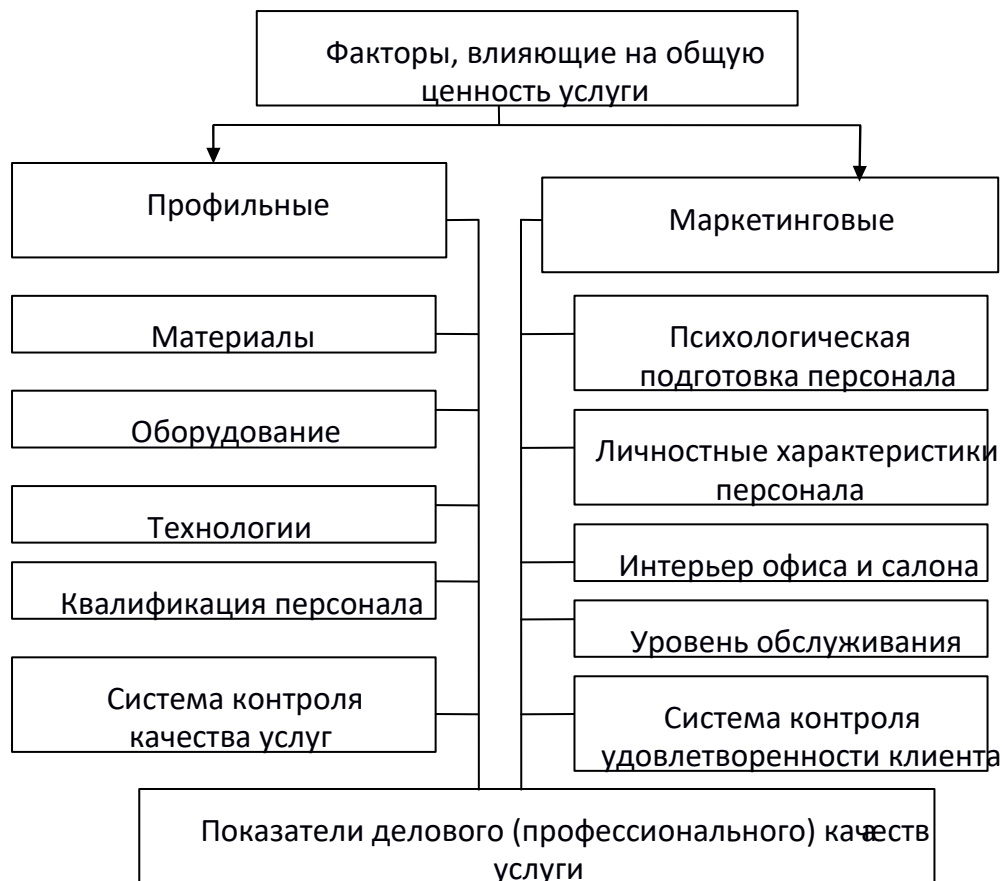 Факторы, влияющие на общую
ценность услуги
Профильные
Маркетинговые
Материалы
Оборудование
Технологии
Квалификация персонала
Система контроля
качества услуг
Психологическая
подготовка персонала
Личностные характеристики
персонала
Интерьер офиса и салона
Уровень обслуживания
Система контроля
удовлетворенности клиента
Показатели делового (профессионального) качеств
услуги